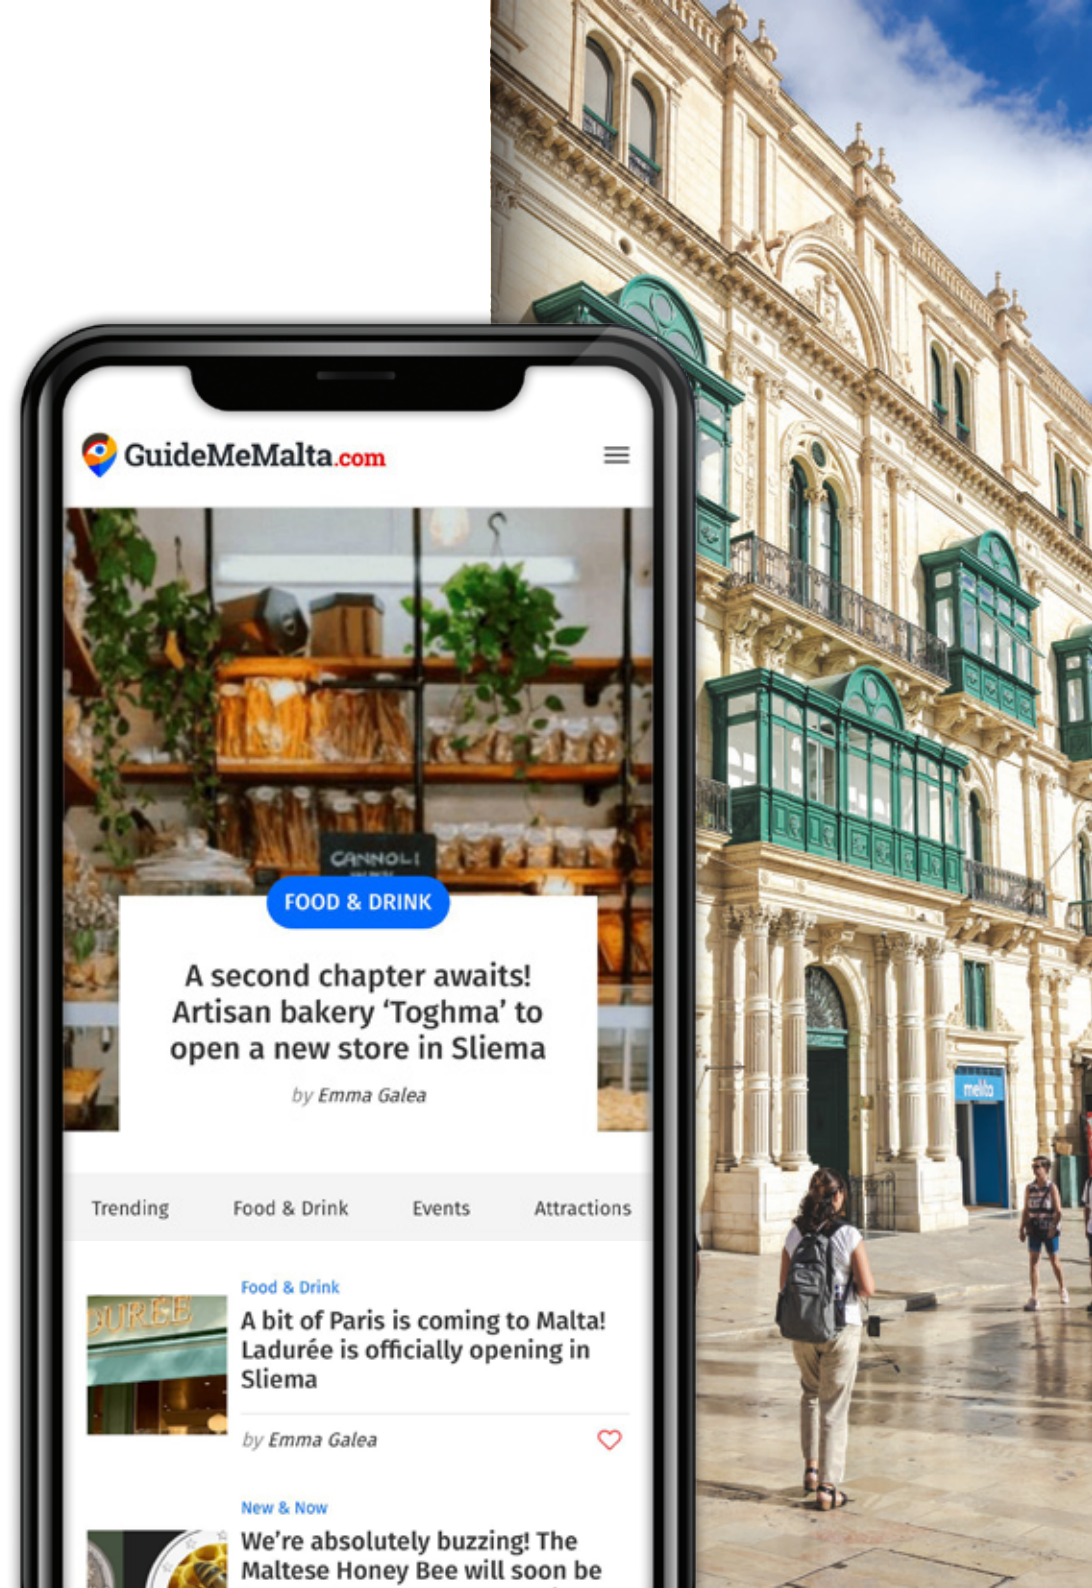 GuideMeMalta.com
CANNOLI
FOOD & DRINK
A second chapter awaits!
Artisan bakery ‘Toghma’ to
open a new store in Sliema
by Emma Galea
Trending Food & Drink Events Attractions
DURÉE
Food & Drink
A bit of Paris is coming to Malta!
Ladurée is officially opening in
Sliema
by Emma Galea
New & Now
We’re absolutely buzzing! The
Maltese Honey Bee will soon be
melita